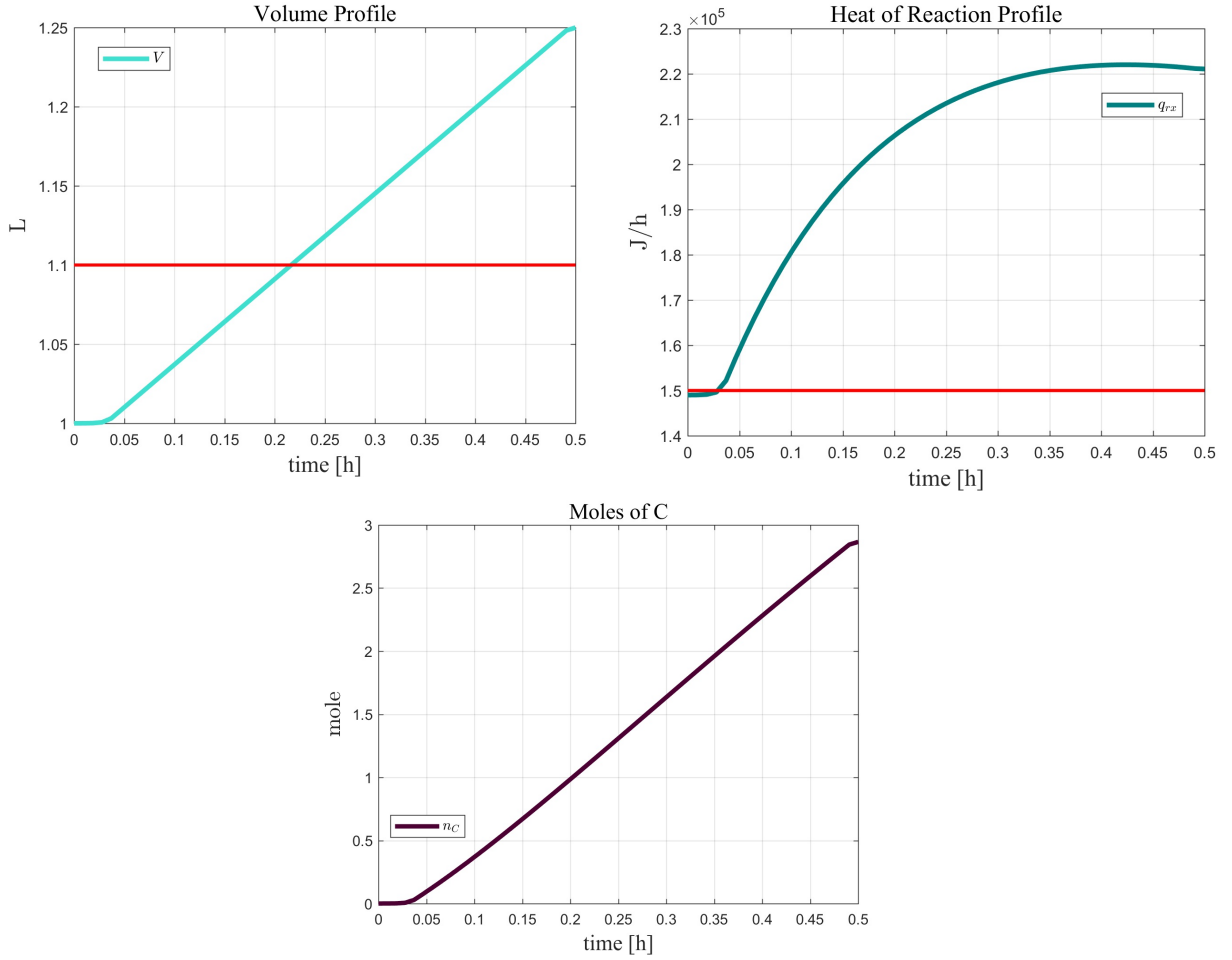 Volume Profile
1.25
1.2
1.15
1.1
1.05
1
V
L
0 0.05 0.1 0.15 0.2 0.25 0.3 0.35 0.4 0.45 0.5
time [h]
Heat of Reaction Profile
×10⁵
2.3
2.2
2.1
2
1.9
1.8
1.7
1.6
1.5
1.4
q_{rx}
J/h
0 0.05 0.1 0.15 0.2 0.25 0.3 0.35 0.4 0.45 0.5
time [h]
Moles of C
3
2.5
2
1.5
1
0.5
0
n_C
mole
0 0.05 0.1 0.15 0.2 0.25 0.3 0.35 0.4 0.45 0.5
time [h]